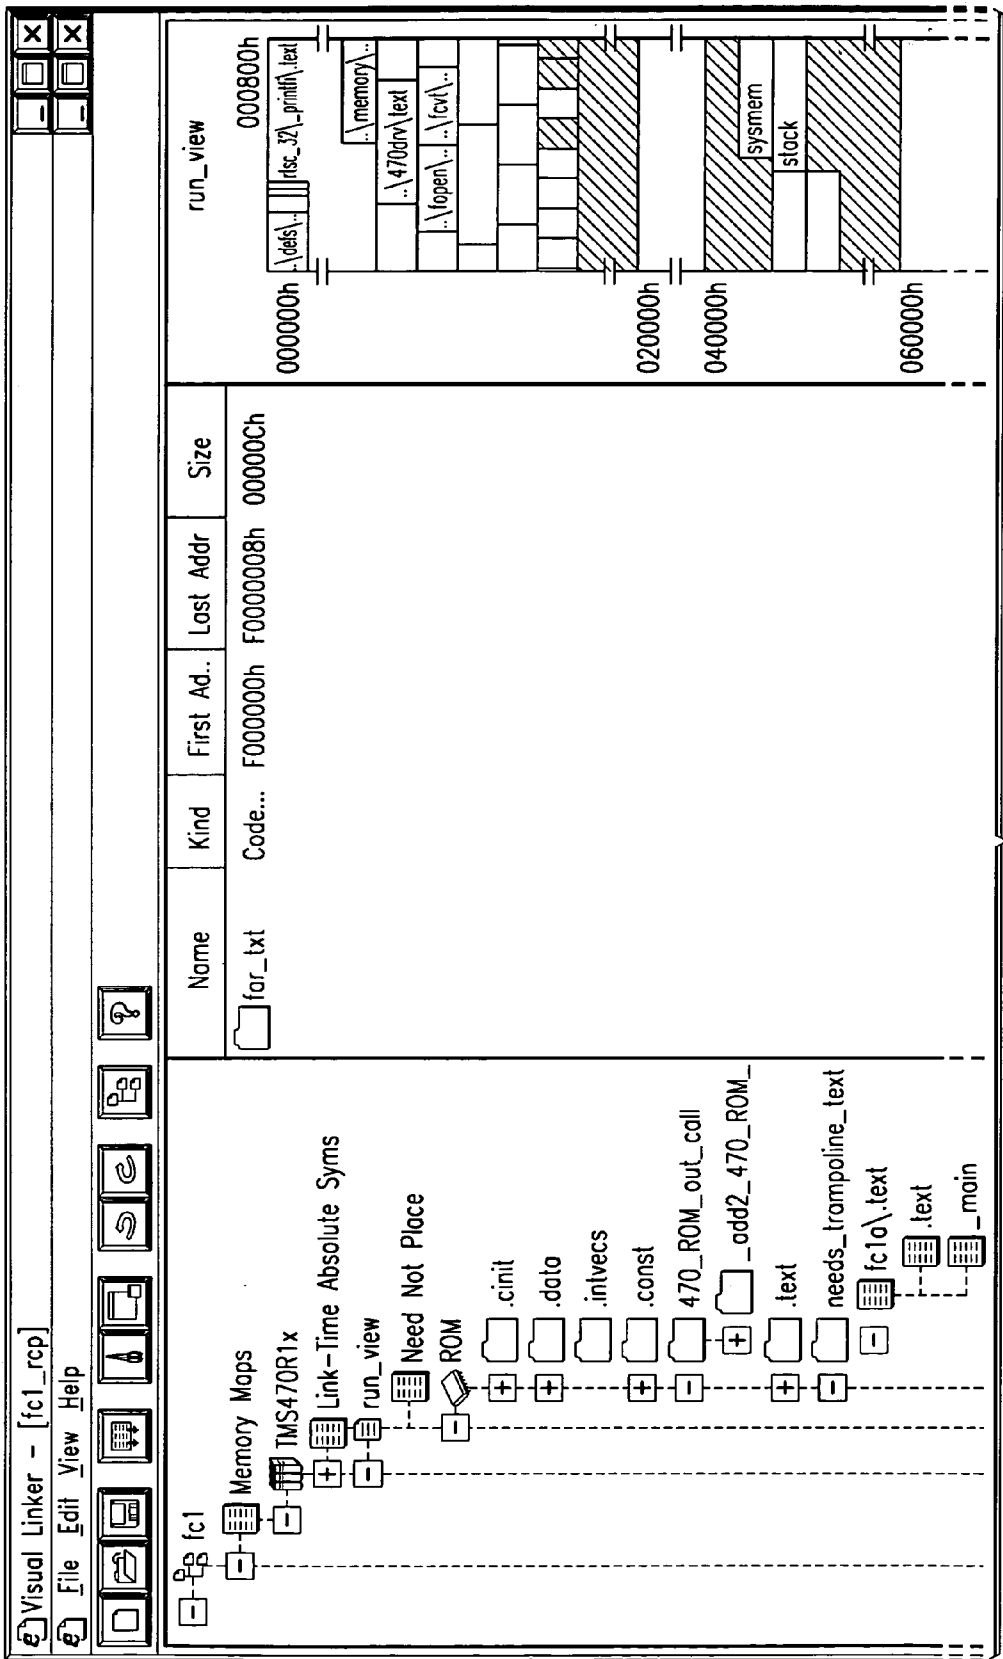 Visual Linker - [fc1_rcp]
File Edit View Help
fc1
Memory Maps
TMS470R1x
Link-Time Absolute Syms
run_view
Need Not Place
ROM
.cinit
.data
.intvecs
.const
470_ROM_out_call
_add2_470_ROM_
.text
needs_trampoline_text
fc1a\.text
.text
_main
Name Kind First Ad.. Last Addr Size
far_txt Code... F000000h F000008h 00000Ch
run_view
000800h
000000h
..\defs\.. rtsc_32\_printfi\.text
..\memory\..
..\470drv\text
..\fopen\.. ..\fcvt\..
020000h
040000h
sysmem
stack
060000h